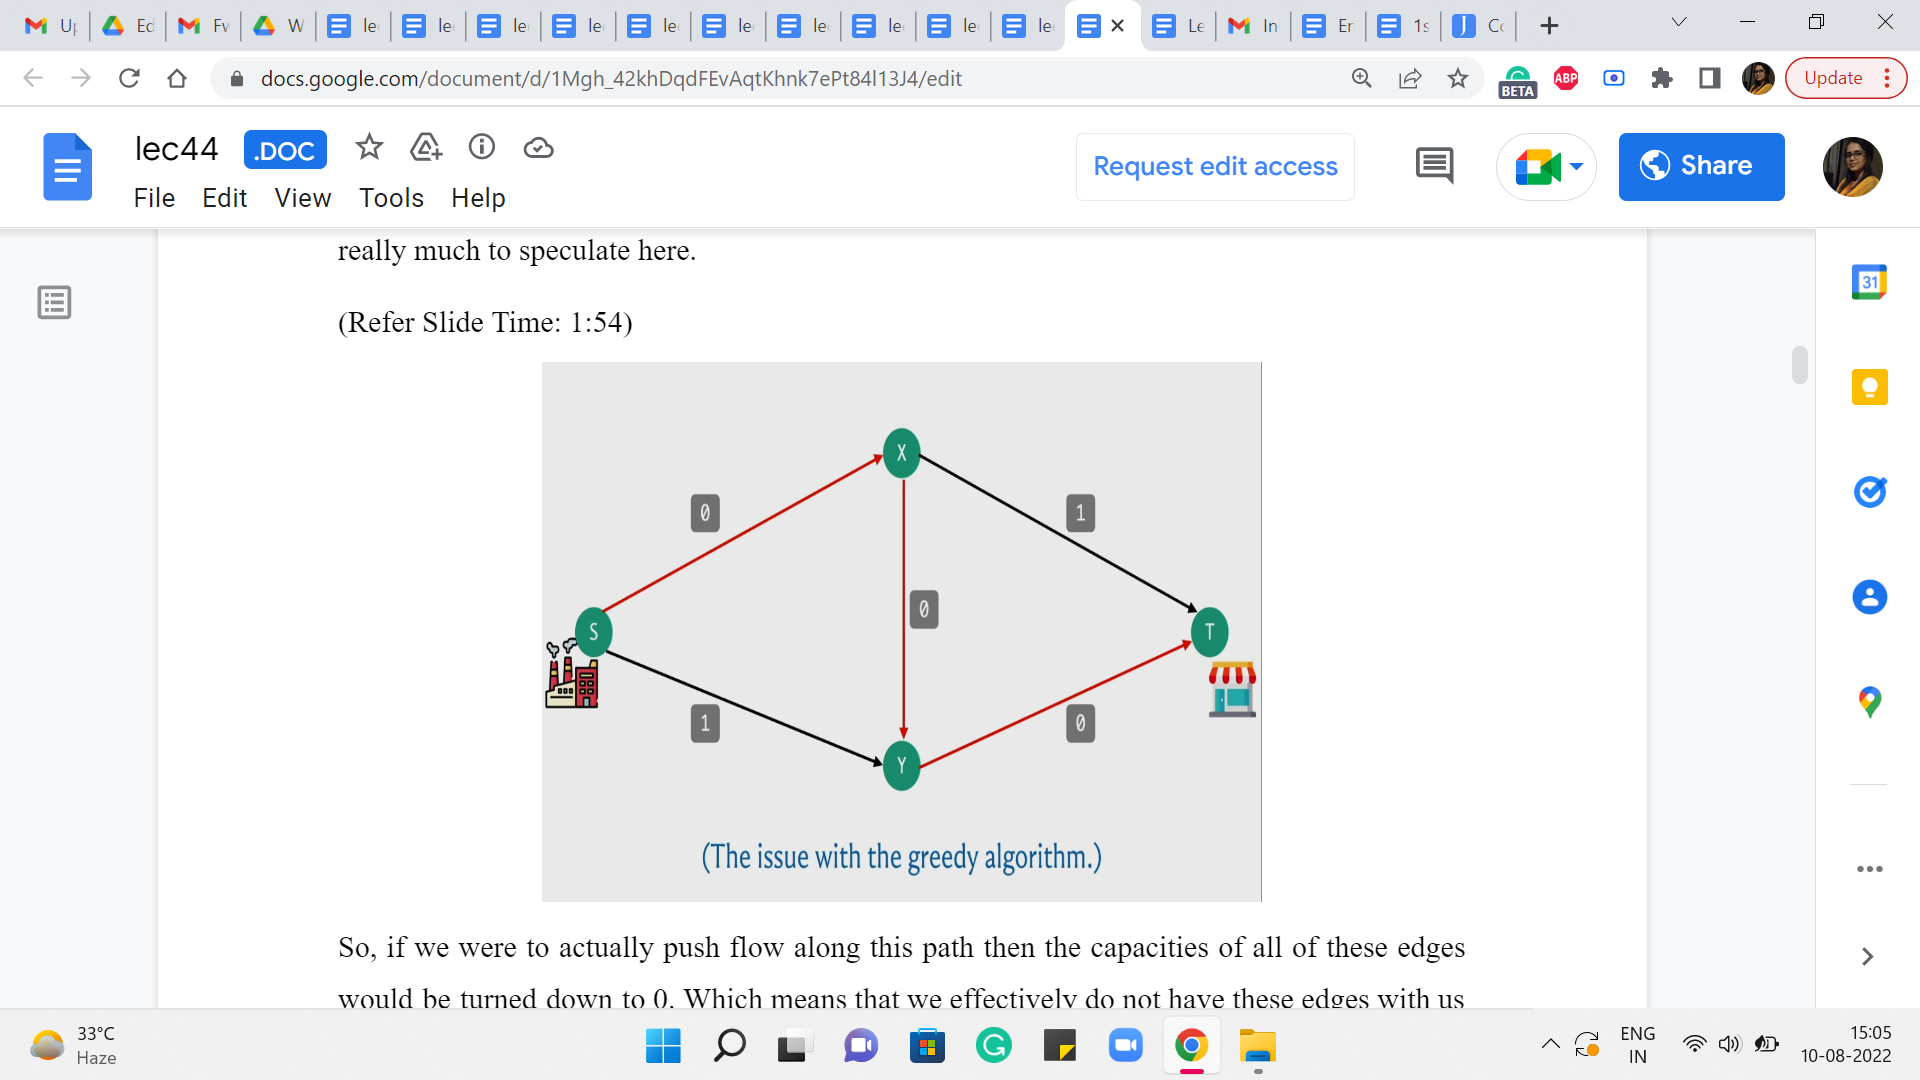 Up
Ed
Fw
W
le
le
le
le
le
le
le
le
le
le
Le
In
Er
1s
Co
docs.google.com/document/d/1Mgh_42khDqdFEvAqtKhnk7ePt84l13J4/edit
BETA
ABP
Update
lec44
.DOC
Request edit access
Share
File Edit View Tools Help
31
really much to speculate here.
(Refer Slide Time: 1:54)
X
0
1
0
S
T
1
0
Y
(The issue with the greedy algorithm.)
So, if we were to actually push flow along this path then the capacities of all of these edges
would be turned down to 0. Which means that we effectively do not have these edges with us
33°C
Haze
ENG
IN
15:05
10-08-2022